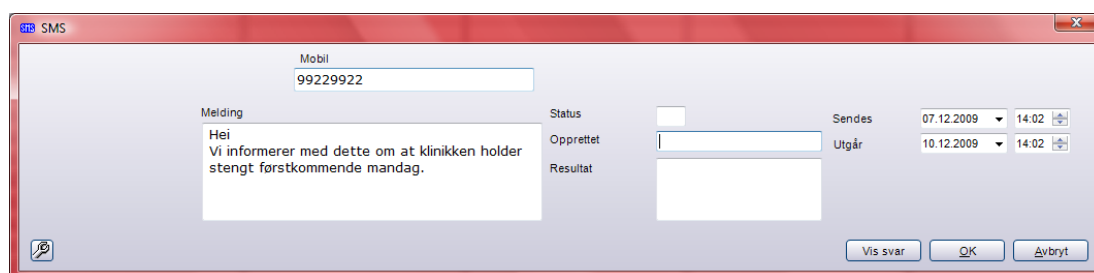 SMS SMS
Mobil
99229922
Melding
Hei
Vi informerer med dette om at klinikken holder
stengt førstkommende mandag.
Status
Opprettet
Resultat
Sendes 07.12.2009 14:02
Utgår 10.12.2009 14:02
Vis svar OK Avbryt